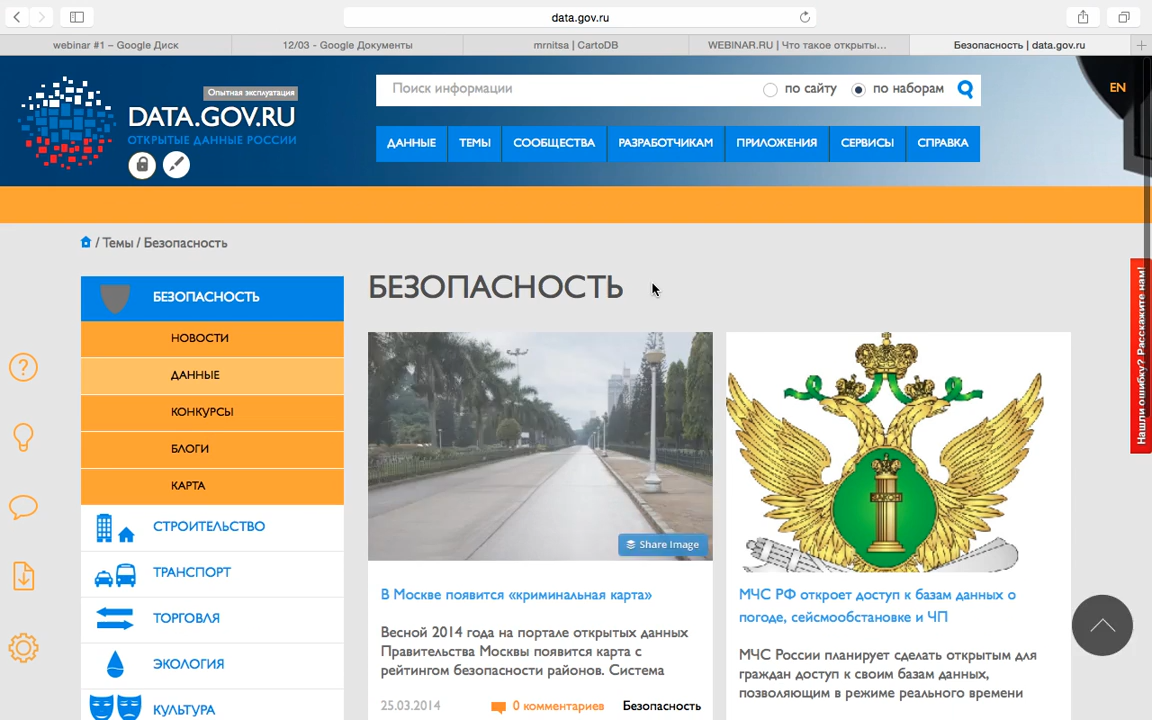 data.gov.ru
webinar #1 – Google Диск
12/03 - Google Документы
mrnitsa | CartoDB
WEBINAR.RU | Что такое открыты…
Безопасность | data.gov.ru
Опытная эксплуатация
DATA.GOV.RU
ОТКРЫТЫЕ ДАННЫЕ РОССИИ
Поиск информации
по сайту
по наборам
EN
ДАННЫЕ
ТЕМЫ
СООБЩЕСТВА
РАЗРАБОТЧИКАМ
ПРИЛОЖЕНИЯ
СЕРВИСЫ
СПРАВКА
/ Темы / Безопасность
БЕЗОПАСНОСТЬ
НОВОСТИ
ДАННЫЕ
КОНКУРСЫ
БЛОГИ
КАРТА
СТРОИТЕЛЬСТВО
ТРАНСПОРТ
ТОРГОВЛЯ
ЭКОЛОГИЯ
КУЛЬТУРА
БЕЗОПАСНОСТЬ
Share Image
В Москве появится «криминальная карта»
Весной 2014 года на портале открытых данных
Правительства Москвы появится карта с
рейтингом безопасности районов. Система
25.03.2014
0 комментариев
Безопасность
МЧС РФ откроет доступ к базам данных о
погоде, сейсмообстановке и ЧП
МЧС России планирует сделать открытым для
граждан доступ к своим базам данных,
позволяющим в режиме реального времени
Нашли ошибку? Расскажите нам!